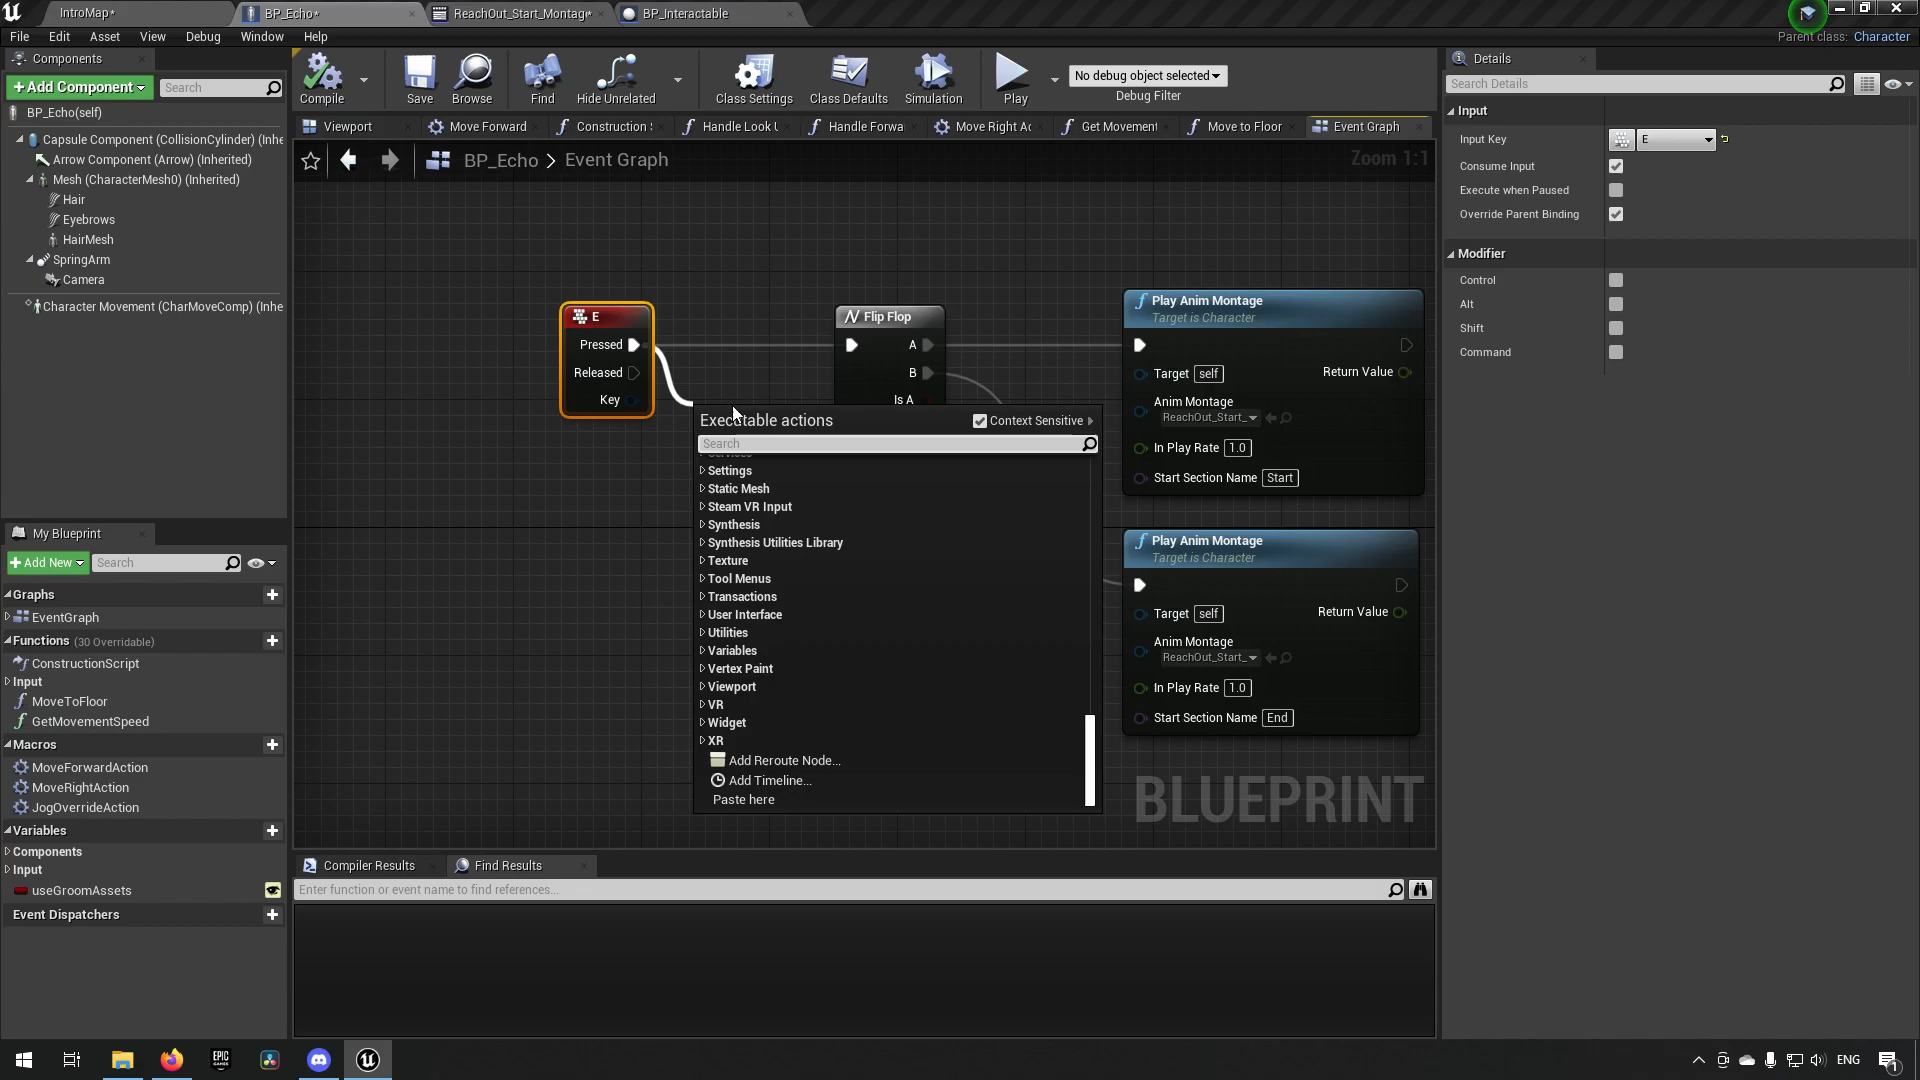 IntroMap*
BP_Echo*
ReachOut_Start_Montage*
BP_Interactable
File Edit Asset View Debug Window Help
Parent class: Character
Components
+Add Component
Search
BP_Echo(self)
Capsule Component (CollisionCylinder) (Inhe
Arrow Component (Arrow) (Inherited)
Mesh (CharacterMesh0) (Inherited)
Hair
Eyebrows
HairMesh
SpringArm
Camera
Character Movement (CharMoveComp) (Inhe
Compile
Save
Browse
Find
Hide Unrelated
Class Settings
Class Defaults
Simulation
Play
No debug object selected
Debug Filter
Viewport
Move Forward
Construction S
Handle Look U
Handle Forwa
Move Right Ac
Get Movement
Move to Floor
Event Graph
BP_Echo > Event Graph
Zoom 1:1
E
Pressed
Released
Key
Flip Flop
A
B
Is A
Play Anim Montage
Target is Character
Target self
Return Value
Anim Montage
ReachOut_Start_
In Play Rate 1.0
Start Section Name Start
Play Anim Montage
Target is Character
Target self
Return Value
Anim Montage
ReachOut_Start_
In Play Rate 1.0
Start Section Name End
BLUEPRINT
Executable actions
Context Sensitive
Search
Services
Settings
Static Mesh
Steam VR Input
Synthesis
Synthesis Utilities Library
Texture
Tool Menus
Transactions
User Interface
Utilities
Variables
Vertex Paint
Viewport
VR
Widget
XR
Add Reroute Node...
Add Timeline...
Paste here
My Blueprint
+Add New
Search
Graphs
EventGraph
Functions (30 Overridable)
ConstructionScript
Input
MoveToFloor
GetMovementSpeed
Macros
MoveForwardAction
MoveRightAction
JogOverrideAction
Variables
Components
Input
useGroomAssets
Event Dispatchers
Compiler Results
Find Results
Enter function or event name to find references...
Details
Search Details
Input
Input Key E
Consume Input
Execute when Paused
Override Parent Binding
Modifier
Control
Alt
Shift
Command
EPIC
GAMES
ENG
1